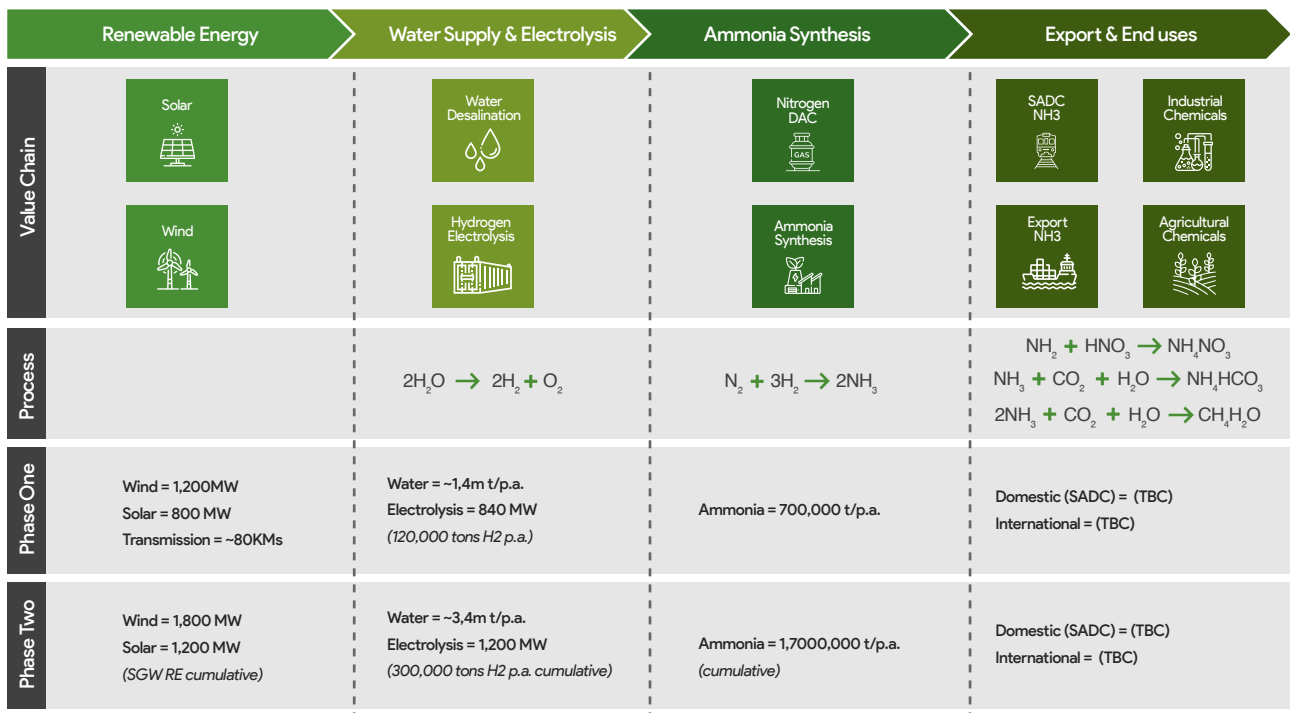 Renewable Energy
Water Supply & Electrolysis
Ammonia Synthesis
Export & End uses
Value Chain
Solar
Wind
Water
Desalination
Hydrogen
Electrolysis
Nitrogen
DAC
GAS
Ammonia
Synthesis
SADC
NH3
Industrial
Chemicals
Export
NH3
Agricultural
Chemicals
Process
2H₂O → 2H₂ + O₂
N₂ + 3H₂ → 2NH₃
NH₂ + HNO₃ → NH₄NO₃
NH₃ + CO₂ + H₂O → NH₄HCO₃
2NH₃ + CO₂ + H₂O → CH₄H₂O
Phase One
Wind = 1,200MW
Solar = 800 MW
Transmission = ~80KMs
Water = ~1,4m t/p.a.
Electrolysis = 840 MW
(120,000 tons H2 p.a.)
Ammonia = 700,000 t/p.a.
Domestic (SADC) = (TBC)
International = (TBC)
Phase Two
Wind = 1,800 MW
Solar = 1,200 MW
(SGW RE cumulative)
Water = ~3,4m t/p.a.
Electrolysis = 1,200 MW
(300,000 tons H2 p.a. cumulative)
Ammonia = 1,7000,000 t/p.a.
(cumulative)
Domestic (SADC) = (TBC)
International = (TBC)